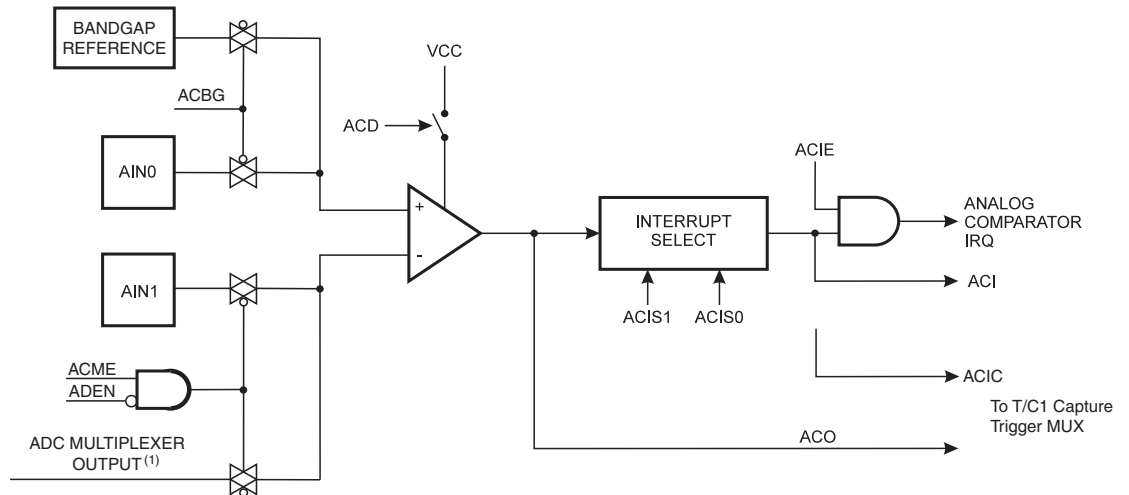 BANDGAP
REFERENCE
VCC
ACBG
ACD
AIN0
ACIE
+
INTERRUPT
SELECT
ANALOG
COMPARATOR
IRQ
-
AIN1
ACI
ACIS1 ACIS0
ACME
ADEN
ACIC
To T/C1 Capture
Trigger MUX
ADC MULTIPLEXER
OUTPUT (1)
ACO